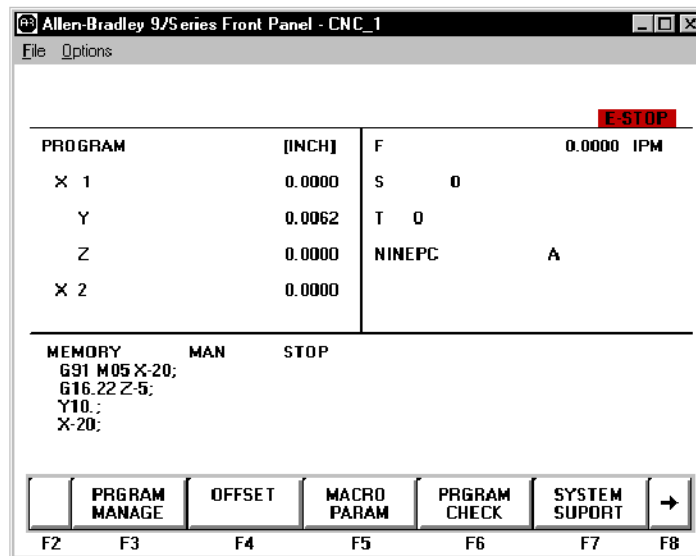 Allen-Bradley 9/Series Front Panel - CNC_1
File Options
E-STOP
PROGRAM [INCH] F 0.0000 IPM
X 1 0.0000 S 0
Y 0.0062 T 0
Z 0.0000 NINEPC A
X 2 0.0000
MEMORY MAN STOP
G91 M05 X-20;
G16.22 Z-5;
Y10.;
X-20;
PRGRAM OFFSET MACRO PRGRAM SYSTEM
MANAGE PARAM CHECK SUPORT
F2 F3 F4 F5 F6 F7 F8